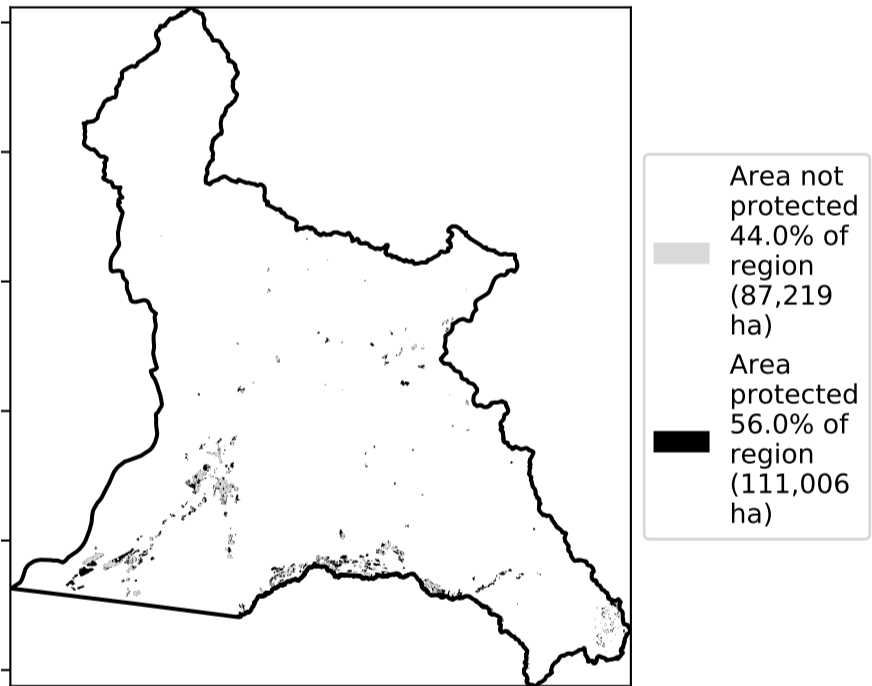 Area not
protected
44.0% of
region
(87,219
ha)
Area
protected
56.0% of
region
(111,006
ha)